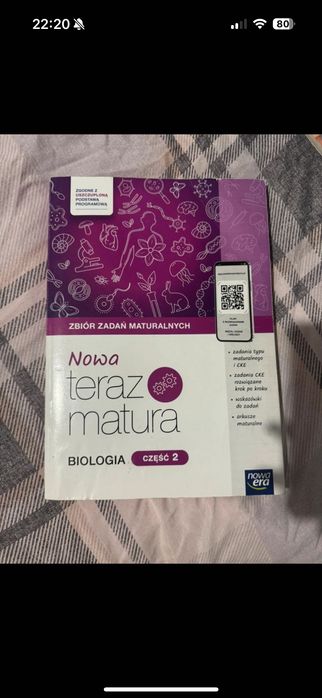 22:20
80
ZGODNE Z
USZCZUPLONĄ
PODSTAWĄ
PROGRAMOWĄ
ZBIÓR ZADAŃ MATURALNYCH
Nowa
teraz
matura
BIOLOGIA CZĘŚĆ 2
• zadania typu
maturalnego
i CKE
• zadania CKE
rozwiązane
krok po kroku
• wskazówki
do zadań
• arkusze
maturalne
nowa
era